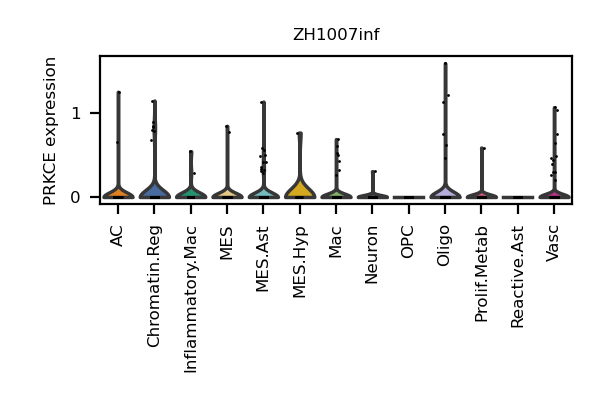 ZH1007inf
PRKCE expression
1
0
AC
Chromatin.Reg
Inflammatory.Mac
MES
MES.Ast
MES.Hyp
Mac
Neuron
OPC
Oligo
Prolif.Metab
Reactive.Ast
Vasc